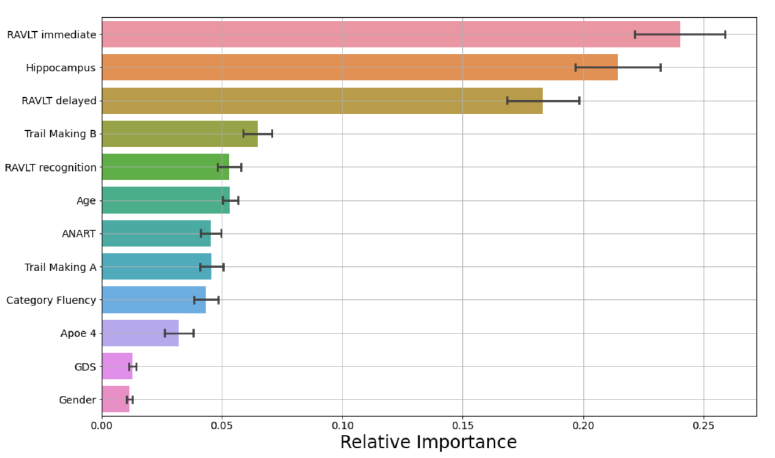 RAVLT immediate
Hippocampus
RAVLT delayed
Trail Making B
RAVLT recognition
Age
ANART
Trail Making A
Category Fluency
Apoe 4
GDS
Gender
0.00 0.05 0.10 0.15 0.20 0.25
Relative Importance